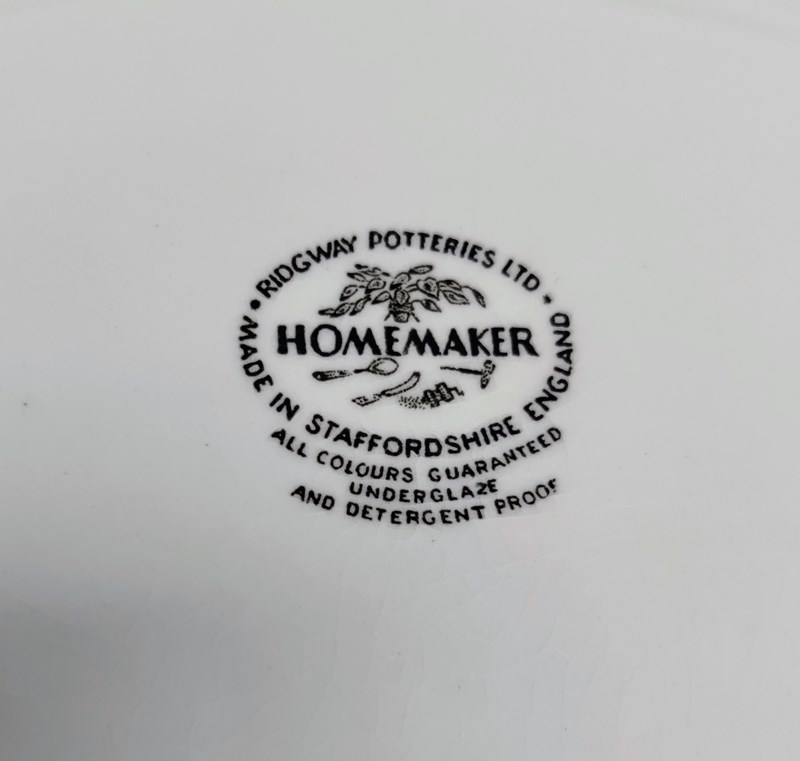 RIDGWAY POTTERIES LTD
HOMEMAKER
MADE IN STAFFORDSHIRE ENGLAND
ALL COLOURS GUARANTEED
UNDERGLAZE
AND DETERGENT PROOF